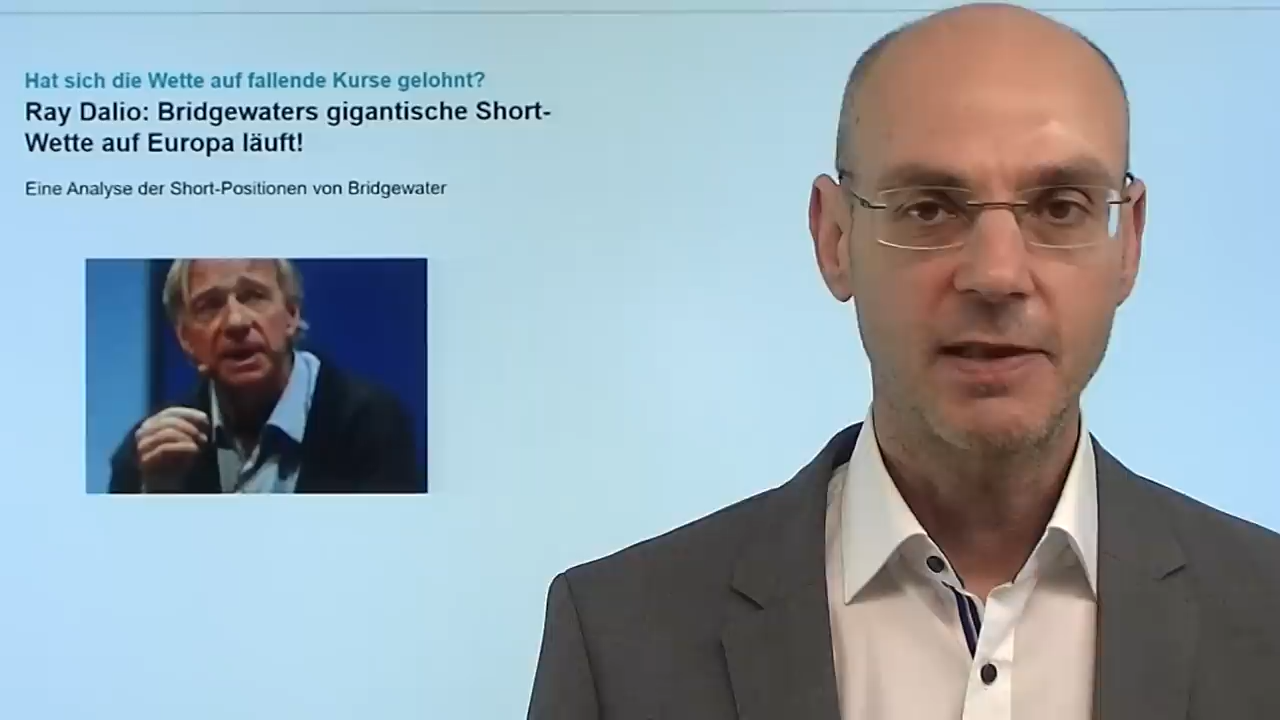 Hat sich die Wette auf fallende Kurse gelohnt?
Ray Dalio: Bridgewaters gigantische Short-
Wette auf Europa läuft!
Eine Analyse der Short-Positionen von Bridgewater